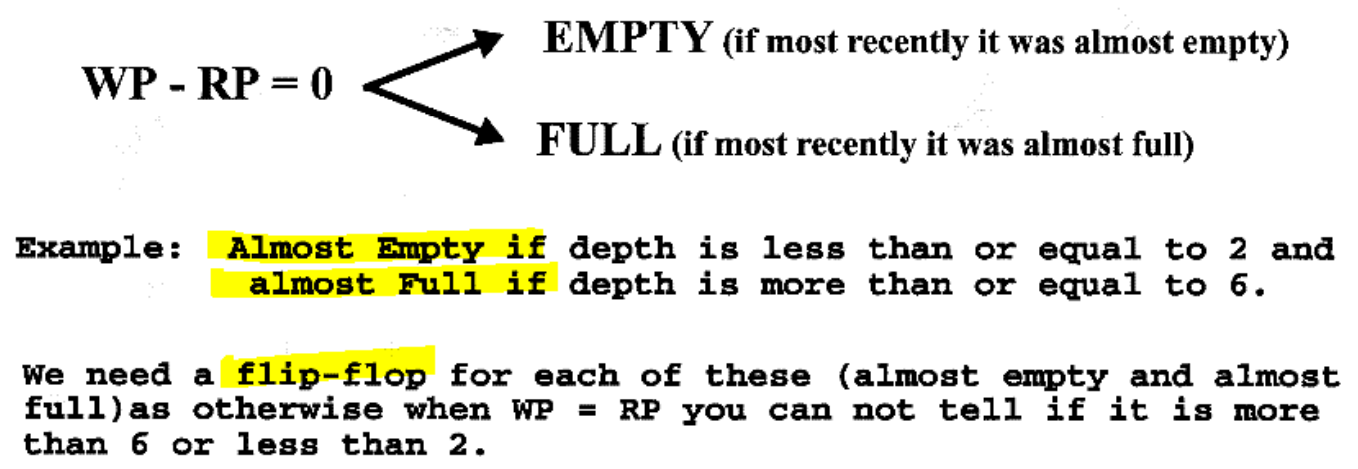 EMPTY (if most recently it was almost empty)
WP - RP = 0
FULL (if most recently it was almost full)
Example: Almost Empty if depth is less than or equal to 2 and
almost Full if depth is more than or equal to 6.
We need a flip-flop for each of these (almost empty and almost
full)as otherwise when WP = RP you can not tell if it is more
than 6 or less than 2.